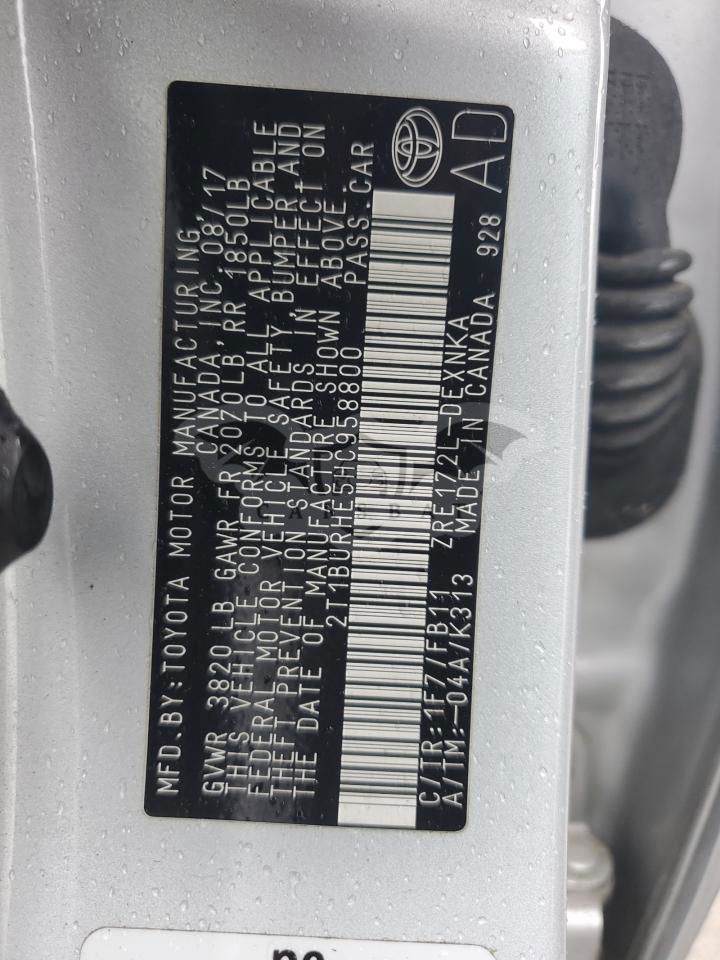 MFD.BY:TOYOTA MOTOR MANUFACTURING
CANADA,INC. 08/17
GVWR 3820LB GAWR FR 2070LB, RR 1850LB
THIS VEHICLE CONFORMS TO ALL APPLICABLE
FEDERAL MOTOR VEHICLE SAFETY, BUMPER, AND
THEFT PREVENTION STANDARDS IN EFFECT ON
THE DATE OF MANUFACTURE SHOWN ABOVE.
2T1BURHE5HC958800 PASS.CAR
C/TR:1F7/FB11 ZRE172L-DEXNKA
A/TM:-04A/K313 MADE IN CANADA 928
AD